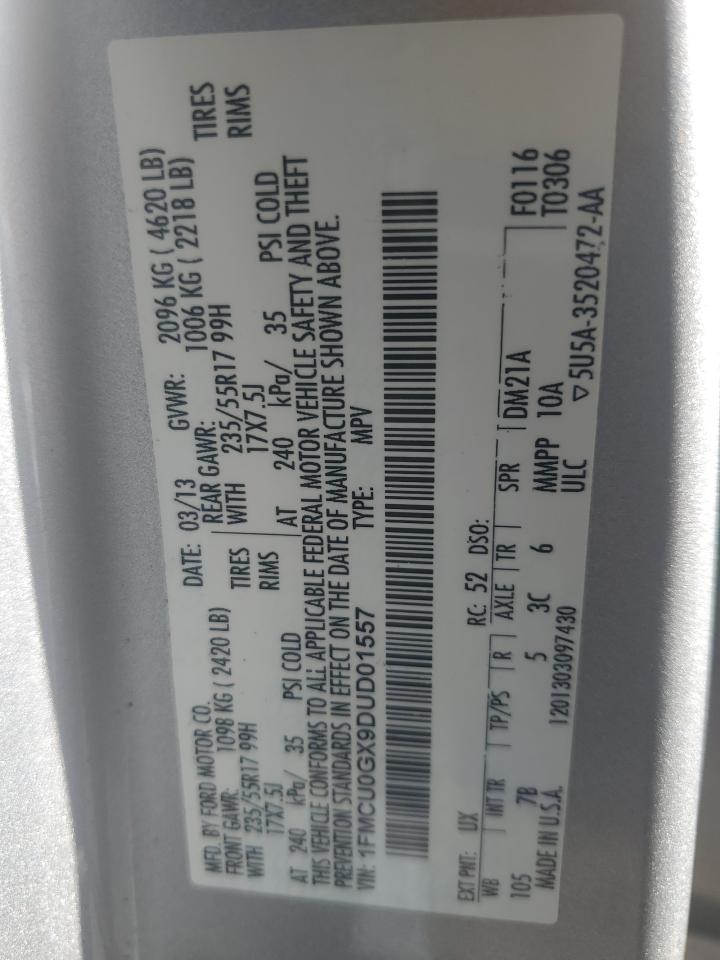 MFD. BY FORD MOTOR CO. DATE: 03/13 GVWR: 2096 KG ( 4620 LB)
FRONT GAWR: 1098 KG ( 2420 LB) REAR GAWR: 1006 KG ( 2218 LB)
WITH 235/55R17 99H TIRES WITH 235/55R17 99H TIRES
17X7.5J RIMS 17X7.5J RIMS
AT 240 kPa/ 35 PSI COLD AT 240 kPa/ 35 PSI COLD
THIS VEHICLE CONFORMS TO ALL APPLICABLE FEDERAL MOTOR VEHICLE SAFETY AND THEFT
PREVENTION STANDARDS IN EFFECT ON THE DATE OF MANUFACTURE SHOWN ABOVE.
VIN: 1FMCU0GX9DUD01557 TYPE: MPV
EXT PNT: UX RC: 52 DSO: F0116
WB INT TR TP/PS R AXLE TR SPR DM21A T0306
105 7B 5 3C 6 MMPP 10A
ULC
MADE IN U.S.A. 1201303097430 ▽5U5A-3520472-AA